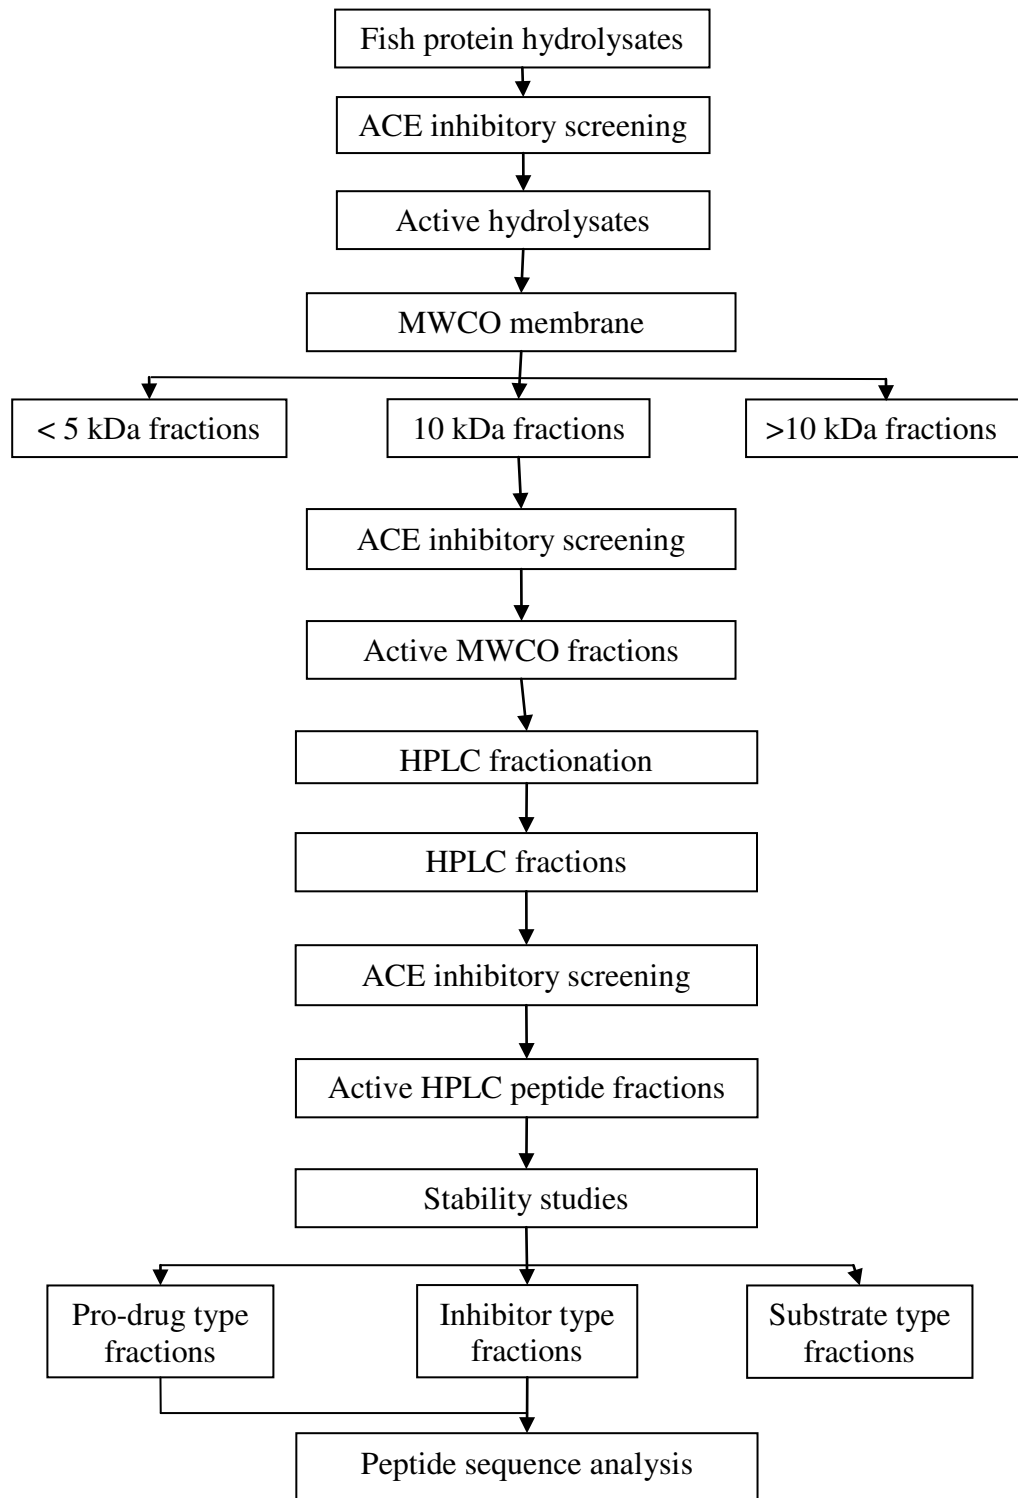 Fish protein hydrolysates
ACE inhibitory screening
Active hydrolysates
MWCO membrane
< 5 kDa fractions
10 kDa fractions
>10 kDa fractions
ACE inhibitory screening
Active MWCO fractions
HPLC fractionation
HPLC fractions
ACE inhibitory screening
Active HPLC peptide fractions
Stability studies
Pro-drug type
fractions
Inhibitor type
fractions
Substrate type
fractions
Peptide sequence analysis